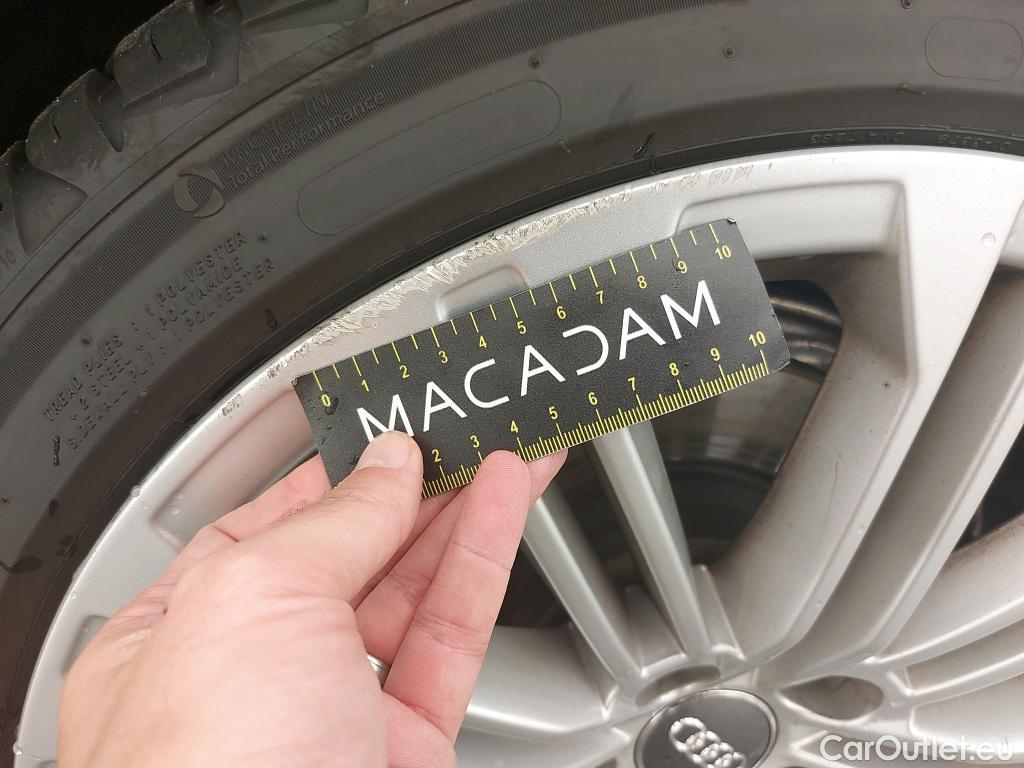 MICHELIN
Total Performance
TREAD PLIES : 1 POLYESTER
2 STEEL 1 POLYAMIDE
SIDEWALL PLY : 1 POLYESTER
0 1 2 3 4 5 6 7 8 9 10
MACADAM
2 3 4 5 6 7 8 9 10
CarOutlet.eu